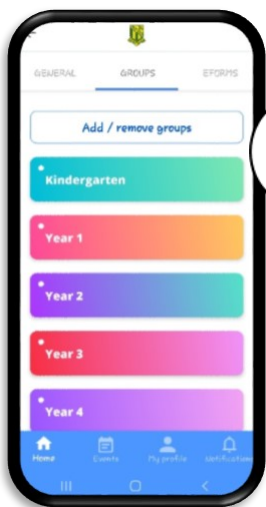 GENERAL GROUPS EFORMS
Add / remove groups
Kindergarten
Year 1
Year 2
Year 3
Year 4
Home Events My profile Notifications